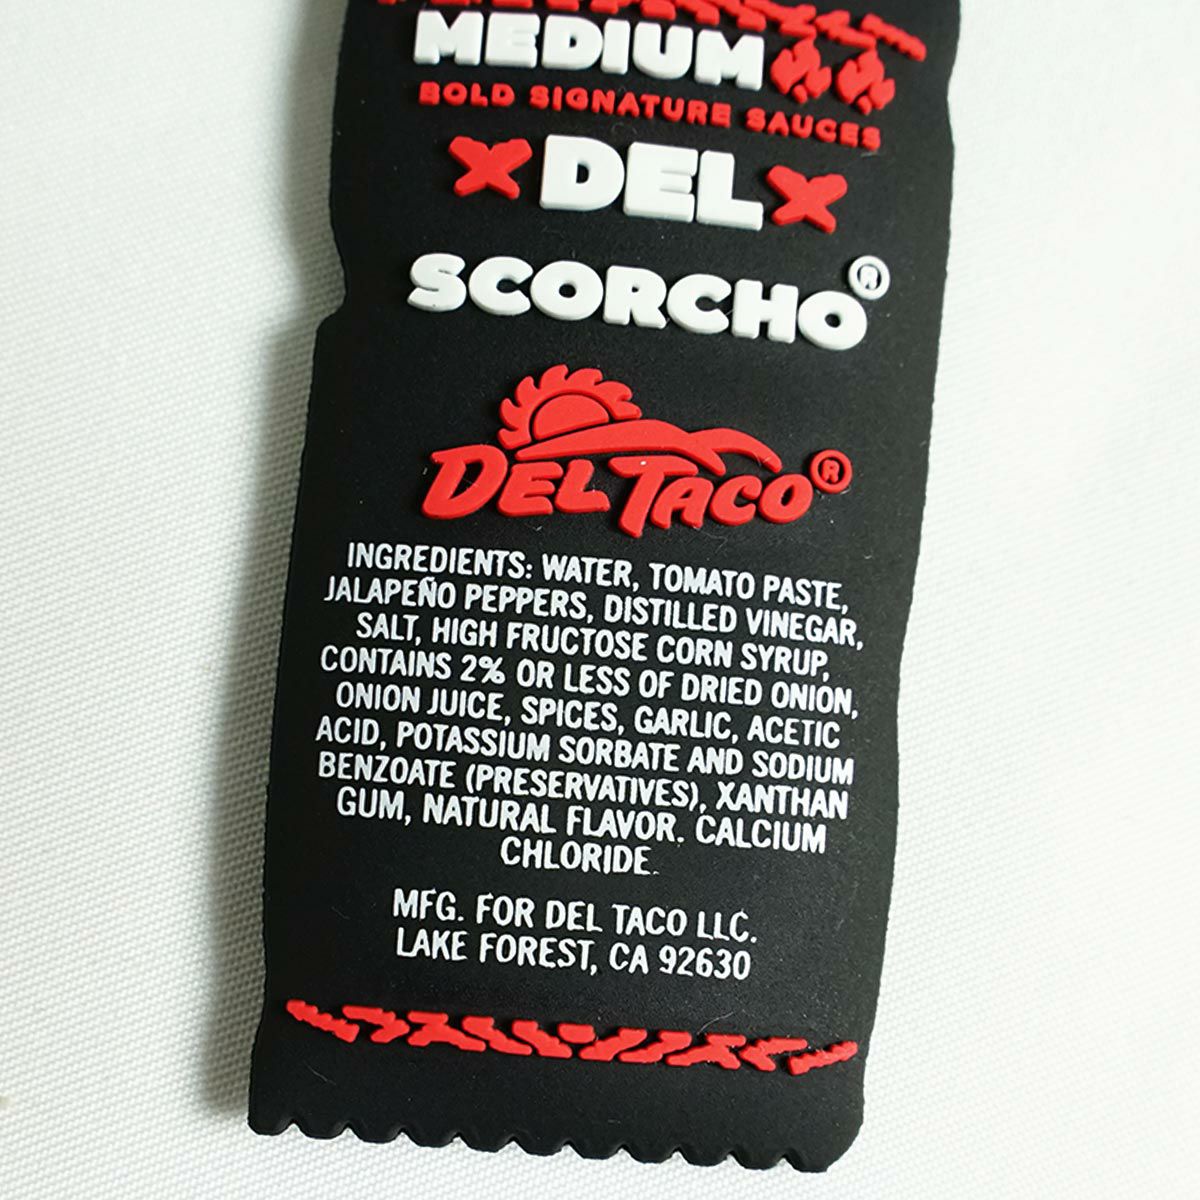 MEDIUM
BOLD SIGNATURE SAUCES
DEL
SCORCHO®
DEL TACO®
INGREDIENTS: WATER, TOMATO PASTE,
JALAPEÑO PEPPERS, DISTILLED VINEGAR,
SALT, HIGH FRUCTOSE CORN SYRUP,
CONTAINS 2% OR LESS OF DRIED ONION,
ONION JUICE, SPICES, GARLIC, ACETIC
ACID, POTASSIUM SORBATE AND SODIUM
BENZOATE (PRESERVATIVES), XANTHAN
GUM, NATURAL FLAVOR. CALCIUM
CHLORIDE.
MFG. FOR DEL TACO LLC.
LAKE FOREST, CA 92630